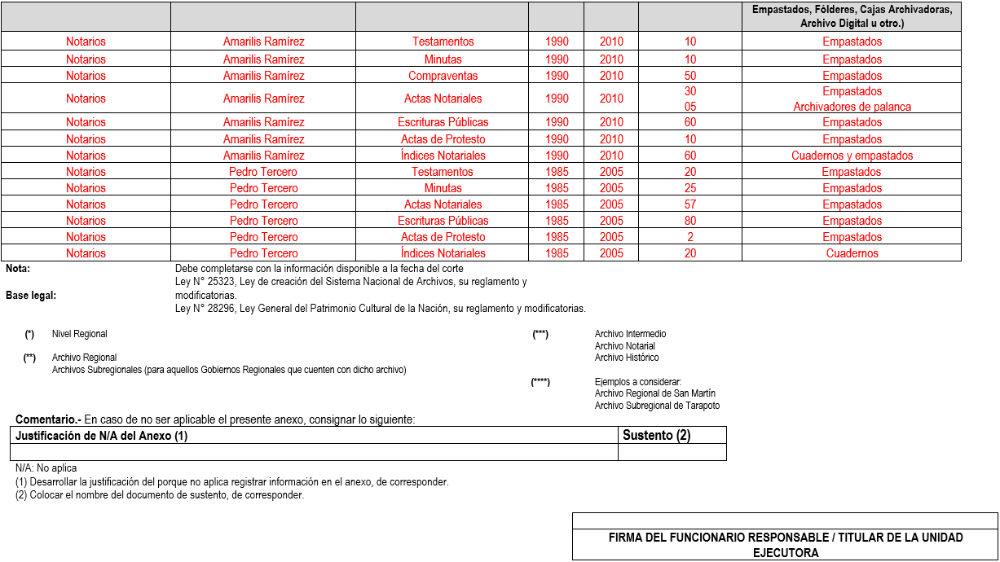 Empastados, Fólderes, Cajas Archivadoras,
Archivo Digital u otro.)
Notarios Amarilis Ramírez Testamentos 1990 2010 10 Empastados
Notarios Amarilis Ramírez Minutas 1990 2010 10 Empastados
Notarios Amarilis Ramírez Compraventas 1990 2010 50 Empastados
Notarios Amarilis Ramírez Actas Notariales 1990 2010 30 Empastados
05 Archivadores de palanca
Notarios Amarilis Ramírez Escrituras Públicas 1990 2010 60 Empastados
Notarios Amarilis Ramírez Actas de Protesto 1990 2010 10 Empastados
Notarios Amarilis Ramírez Índices Notariales 1990 2010 60 Cuadernos y empastados
Notarios Pedro Tercero Testamentos 1985 2005 20 Empastados
Notarios Pedro Tercero Minutas 1985 2005 25 Empastados
Notarios Pedro Tercero Actas Notariales 1985 2005 57 Empastados
Notarios Pedro Tercero Escrituras Públicas 1985 2005 80 Empastados
Notarios Pedro Tercero Actas de Protesto 1985 2005 2 Empastados
Notarios Pedro Tercero Índices Notariales 1985 2005 20 Cuadernos
Nota: Debe completarse con la información disponible a la fecha del corte
Ley N° 25323, Ley de creación del Sistema Nacional de Archivos, su reglamento y
Base legal: modificatorias.
Ley N° 28296, Ley General del Patrimonio Cultural de la Nación, su reglamento y modificatorias.
(*) Nivel Regional
(**) Archivo Regional
Archivos Subregionales (para aquellos Gobiernos Regionales que cuenten con dicho archivo)
(***) Archivo Intermedio
Archivo Notarial
Archivo Histórico
(****) Ejemplos a considerar:
Archivo Regional de San Martín
Archivo Subregional de Tarapoto
Comentario.- En caso de no ser aplicable el presente anexo, consignar lo siguiente:
Justificación de N/A del Anexo (1) Sustento (2)
N/A: No aplica
(1) Desarrollar la justificación del porque no aplica registrar información en el anexo, de corresponder.
(2) Colocar el nombre del documento de sustento, de corresponder.
FIRMA DEL FUNCIONARIO RESPONSABLE / TITULAR DE LA UNIDAD
EJECUTORA